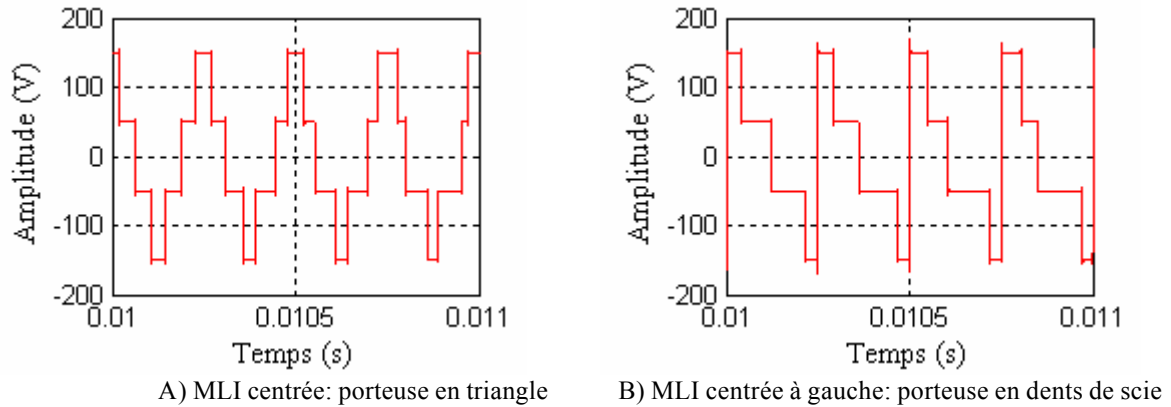 200
100
0
-100
-200
Amplitude (V)
0.01
0.0105
0.011
Temps (s)
200
100
0
-100
-200
Amplitude (V)
0.01
0.0105
0.011
Temps (s)
A) MLI centrée: porteuse en triangle
B) MLI centrée à gauche: porteuse en dents de scie